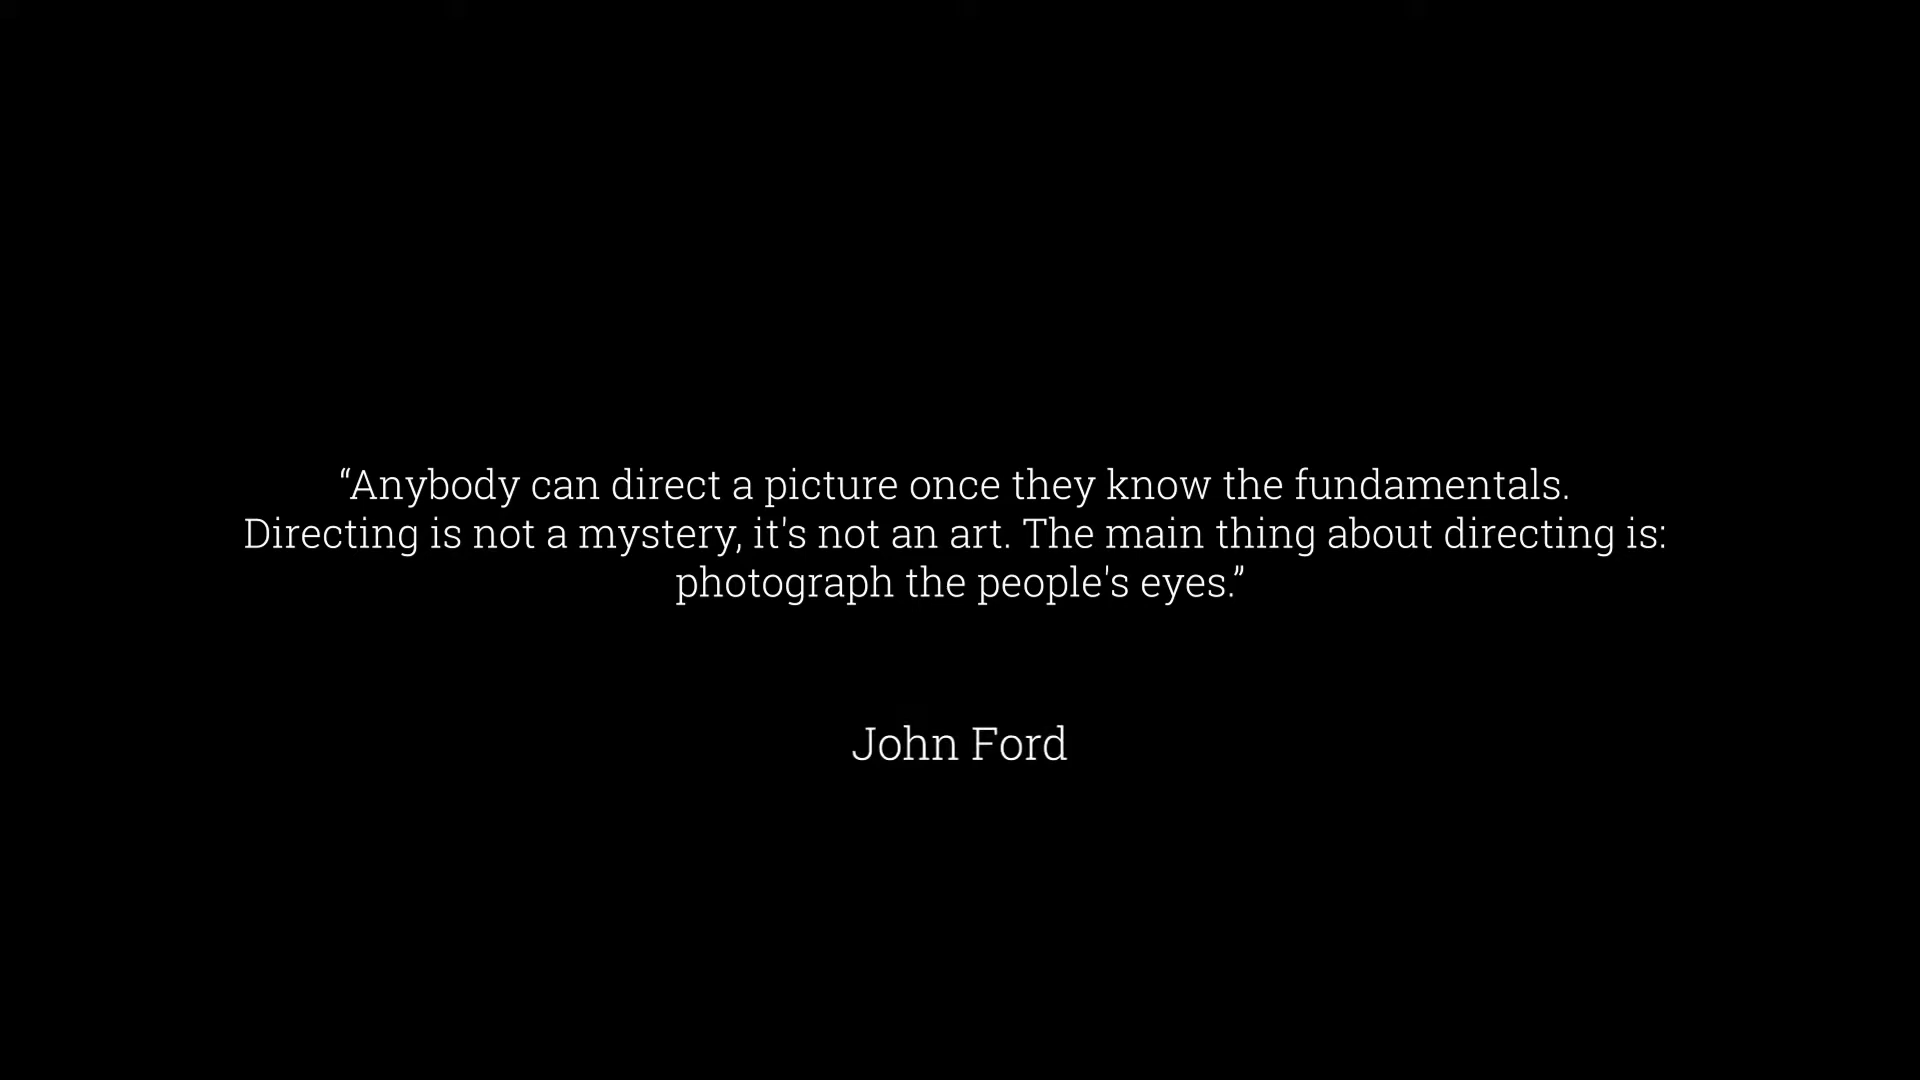 “Anybody can direct a picture once they know the fundamentals.
Directing is not a mystery, it's not an art. The main thing about directing is:
photograph the people's eyes.”
John Ford